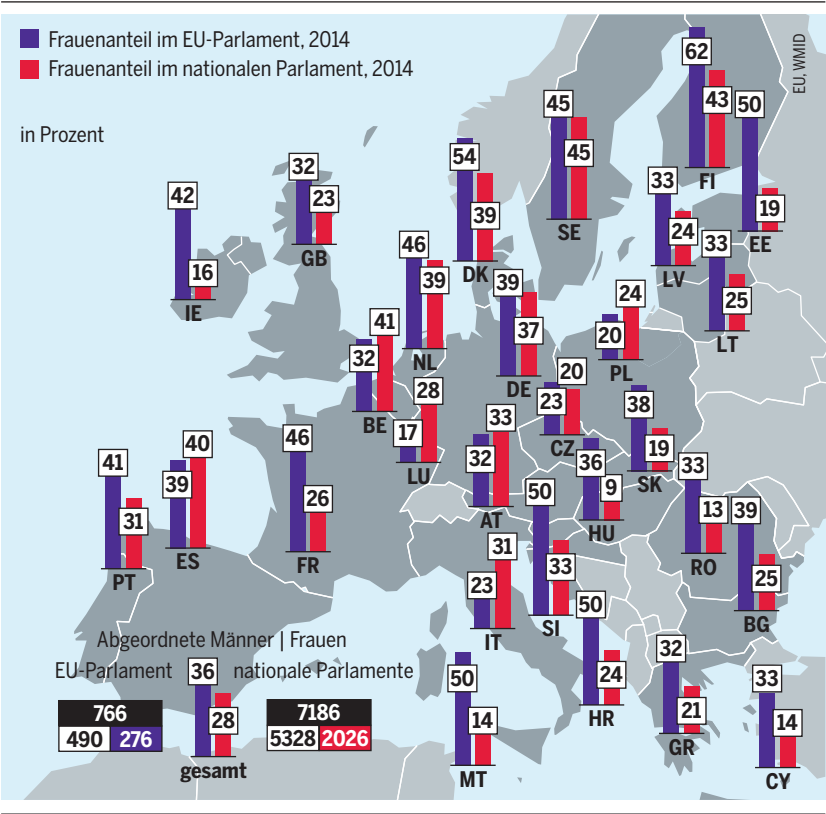 Frauenanteil im EU-Parlament, 2014
Frauenanteil im nationalen Parlament, 2014
in Prozent
EU, WMID
62
43
FI
50
19
EE
45
45
SE
54
39
DK
33
24
LV
33
25
LT
32
23
GB
42
16
IE
46
39
NL
39
37
DE
20
24
PL
32
41
BE
17
28
LU
23
20
CZ
38
19
SK
32
33
AT
36
9
HU
33
13
RO
39
25
BG
41
31
PT
39
40
ES
46
26
FR
23
31
IT
50
33
SI
50
24
HR
32
21
GR
33
14
CY
50
14
MT
Abgeordnete Männer | Frauen
EU-Parlament
36
nationale Parlamente
766
490 276
28
7186
5328 2026
gesamt